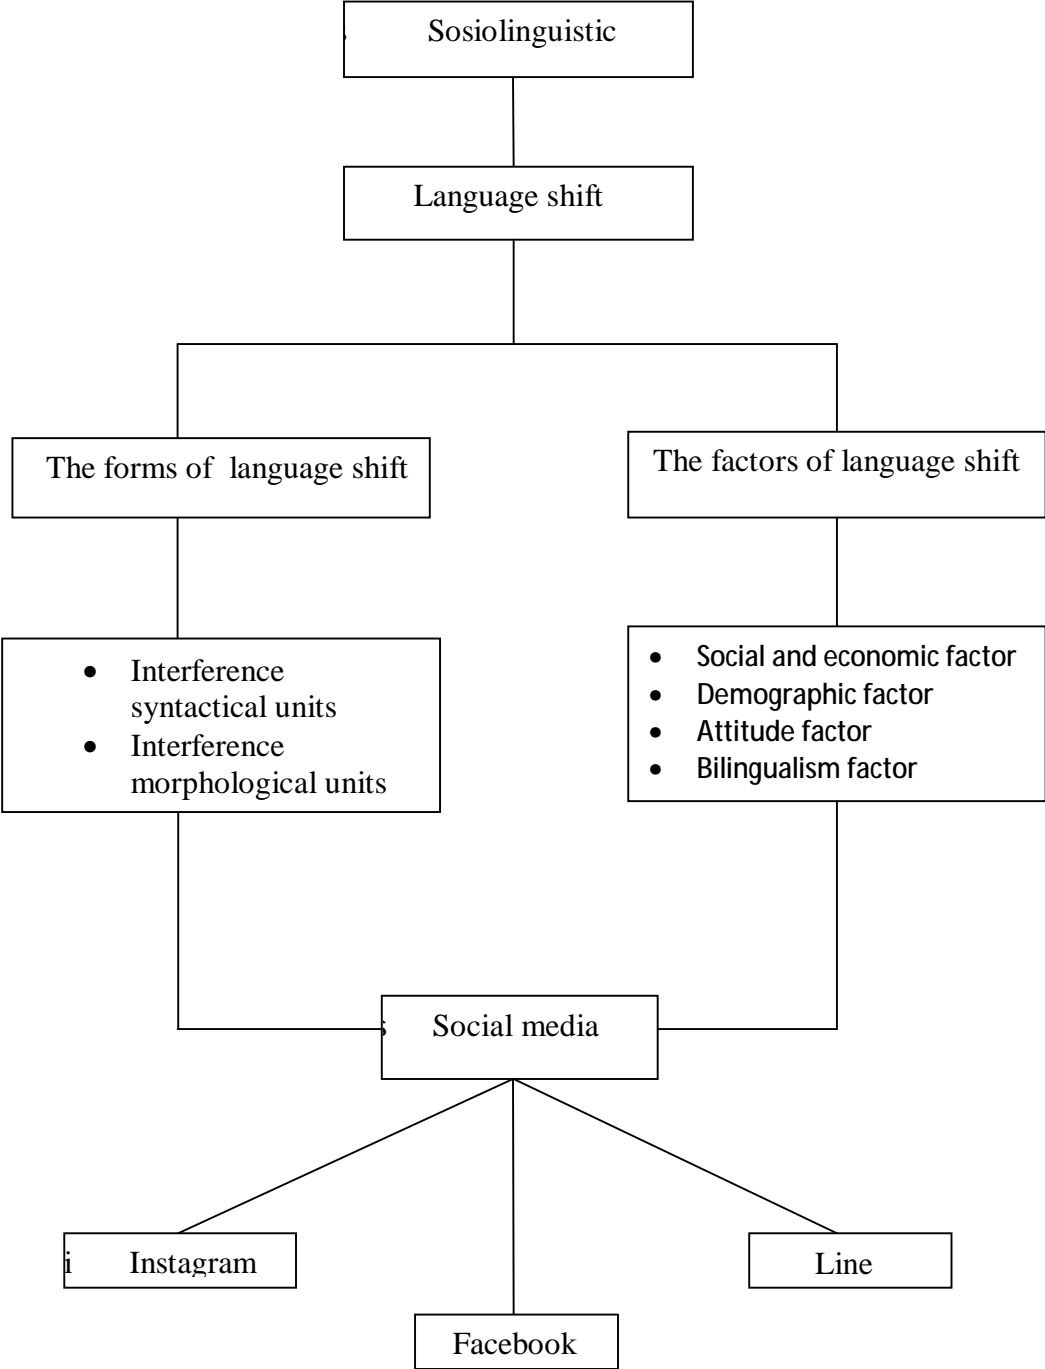 Sosiolinguistic
Language shift
The forms of language shift
The factors of language shift
• Interference
syntactical units
• Interference
morphological units
• Social and economic factor
• Demographic factor
• Attitude factor
• Bilingualism factor
Social media
i Instagram
Line
Facebook